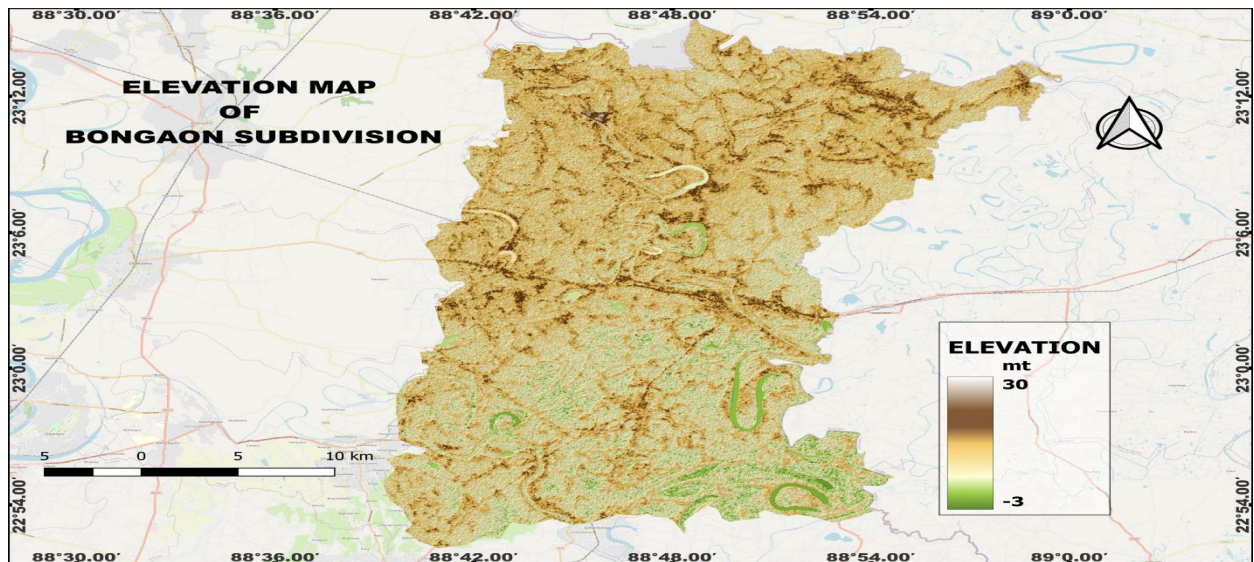 88°30.00′ 88°36.00′ 88°42.00′ 88°48.00′ 88°54.00′ 89°0.00′
ELEVATION MAP
OF
BONGAON SUBDIVISION
23°12.00′
23°12.00′
23°6.00′
23°6.00′
ELEVATION
mt
30
-3
23°0.00′
23°0.00′
5 0 5 10 km
22°54.00′
22°54.00′
88°30.00′ 88°36.00′ 88°42.00′ 88°48.00′ 88°54.00′ 89°0.00′